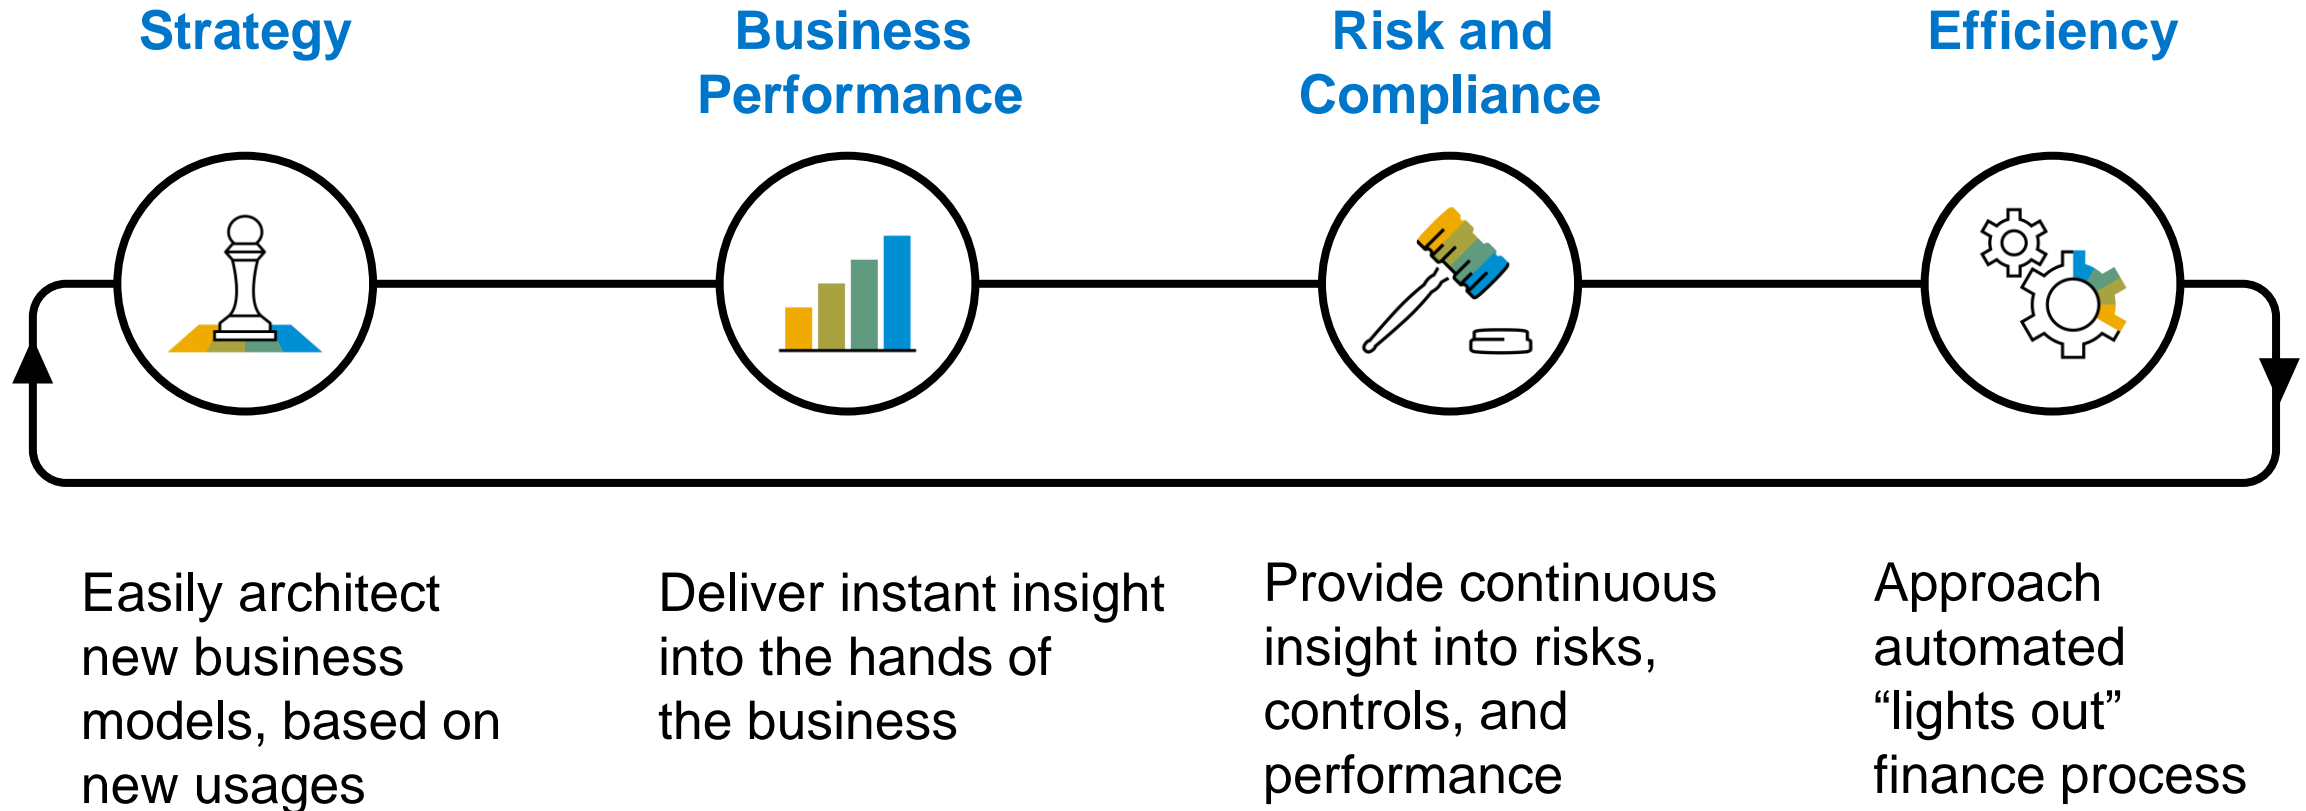 Strategy
Business
Performance
Risk and
Compliance
Efficiency
Easily architect
new business
models, based on
new usages
Deliver instant insight
into the hands of
the business
Provide continuous
insight into risks,
controls, and
performance
Approach
automated
“lights out”
finance process